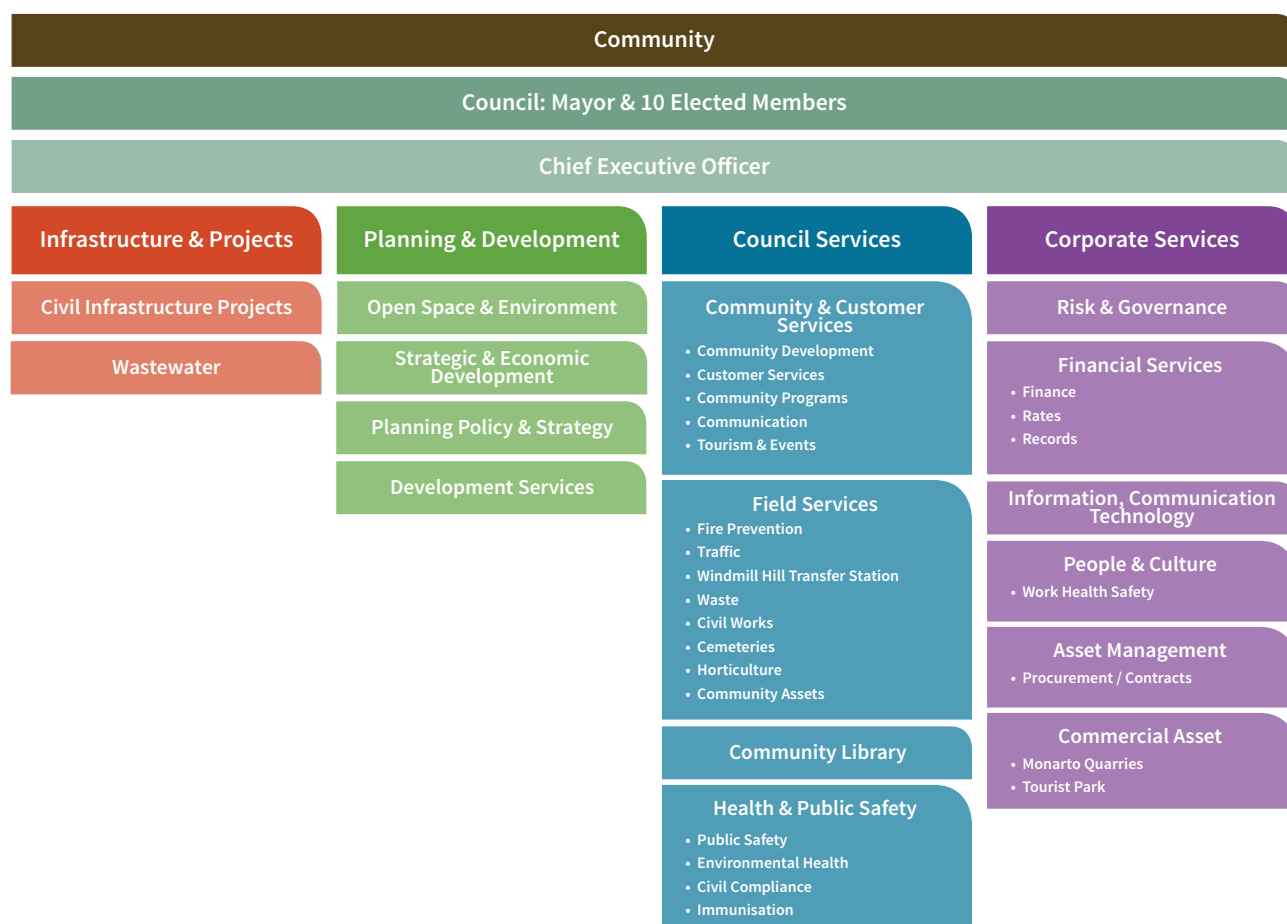 Community
Council: Mayor & 10 Elected Members
Chief Executive Officer
Infrastructure & Projects
Civil Infrastructure Projects
Wastewater
Planning & Development
Open Space & Environment
Strategic & Economic
Development
Planning Policy & Strategy
Development Services
Council Services
Community & Customer
Services
• Community Development
• Customer Services
• Community Programs
• Communication
• Tourism & Events
Field Services
• Fire Prevention
• Traffic
• Windmill Hill Transfer Station
• Waste
• Civil Works
• Cemeteries
• Horticulture
• Community Assets
Community Library
Health & Public Safety
• Public Safety
• Environmental Health
• Civil Compliance
• Immunisation
Corporate Services
Risk & Governance
Financial Services
• Finance
• Rates
• Records
Information, Communication
Technology
People & Culture
• Work Health Safety
Asset Management
• Procurement / Contracts
Commercial Asset
• Monarto Quarries
• Tourist Park